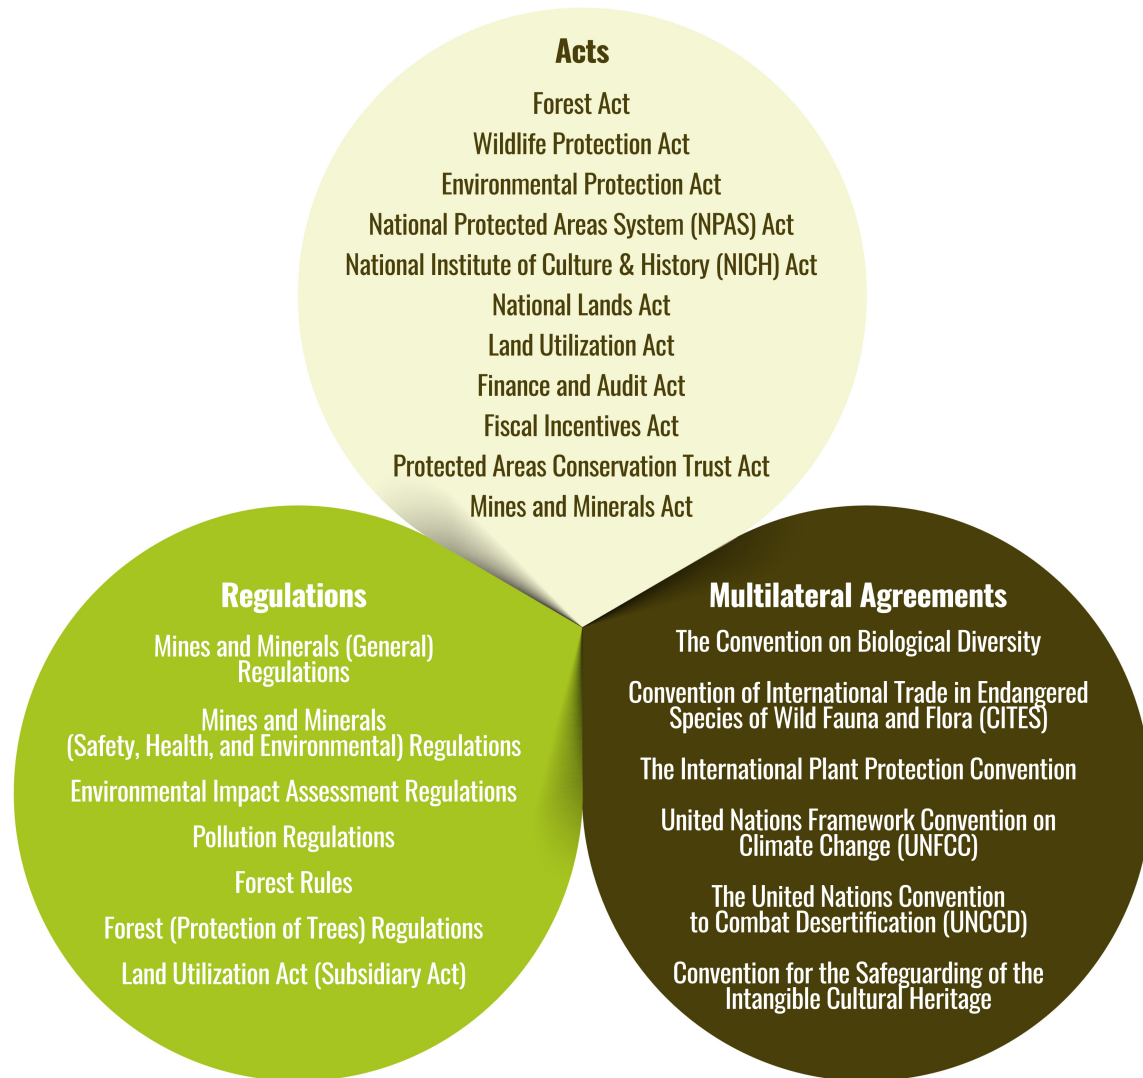 Acts
Forest Act
Wildlife Protection Act
Environmental Protection Act
National Protected Areas System (NPAS) Act
National Institute of Culture & History (NICH) Act
National Lands Act
Land Utilization Act
Finance and Audit Act
Fiscal Incentives Act
Protected Areas Conservation Trust Act
Mines and Minerals Act
Regulations
Mines and Minerals (General)
Regulations
Mines and Minerals
(Safety, Health, and Environmental) Regulations
Environmental Impact Assessment Regulations
Pollution Regulations
Forest Rules
Forest (Protection of Trees) Regulations
Land Utilization Act (Subsidiary Act)
Multilateral Agreements
The Convention on Biological Diversity
Convention of International Trade in Endangered
Species of Wild Fauna and Flora (CITES)
The International Plant Protection Convention
United Nations Framework Convention on
Climate Change (UNFCC)
The United Nations Convention
to Combat Desertification (UNCCD)
Convention for the Safeguarding of the
Intangible Cultural Heritage